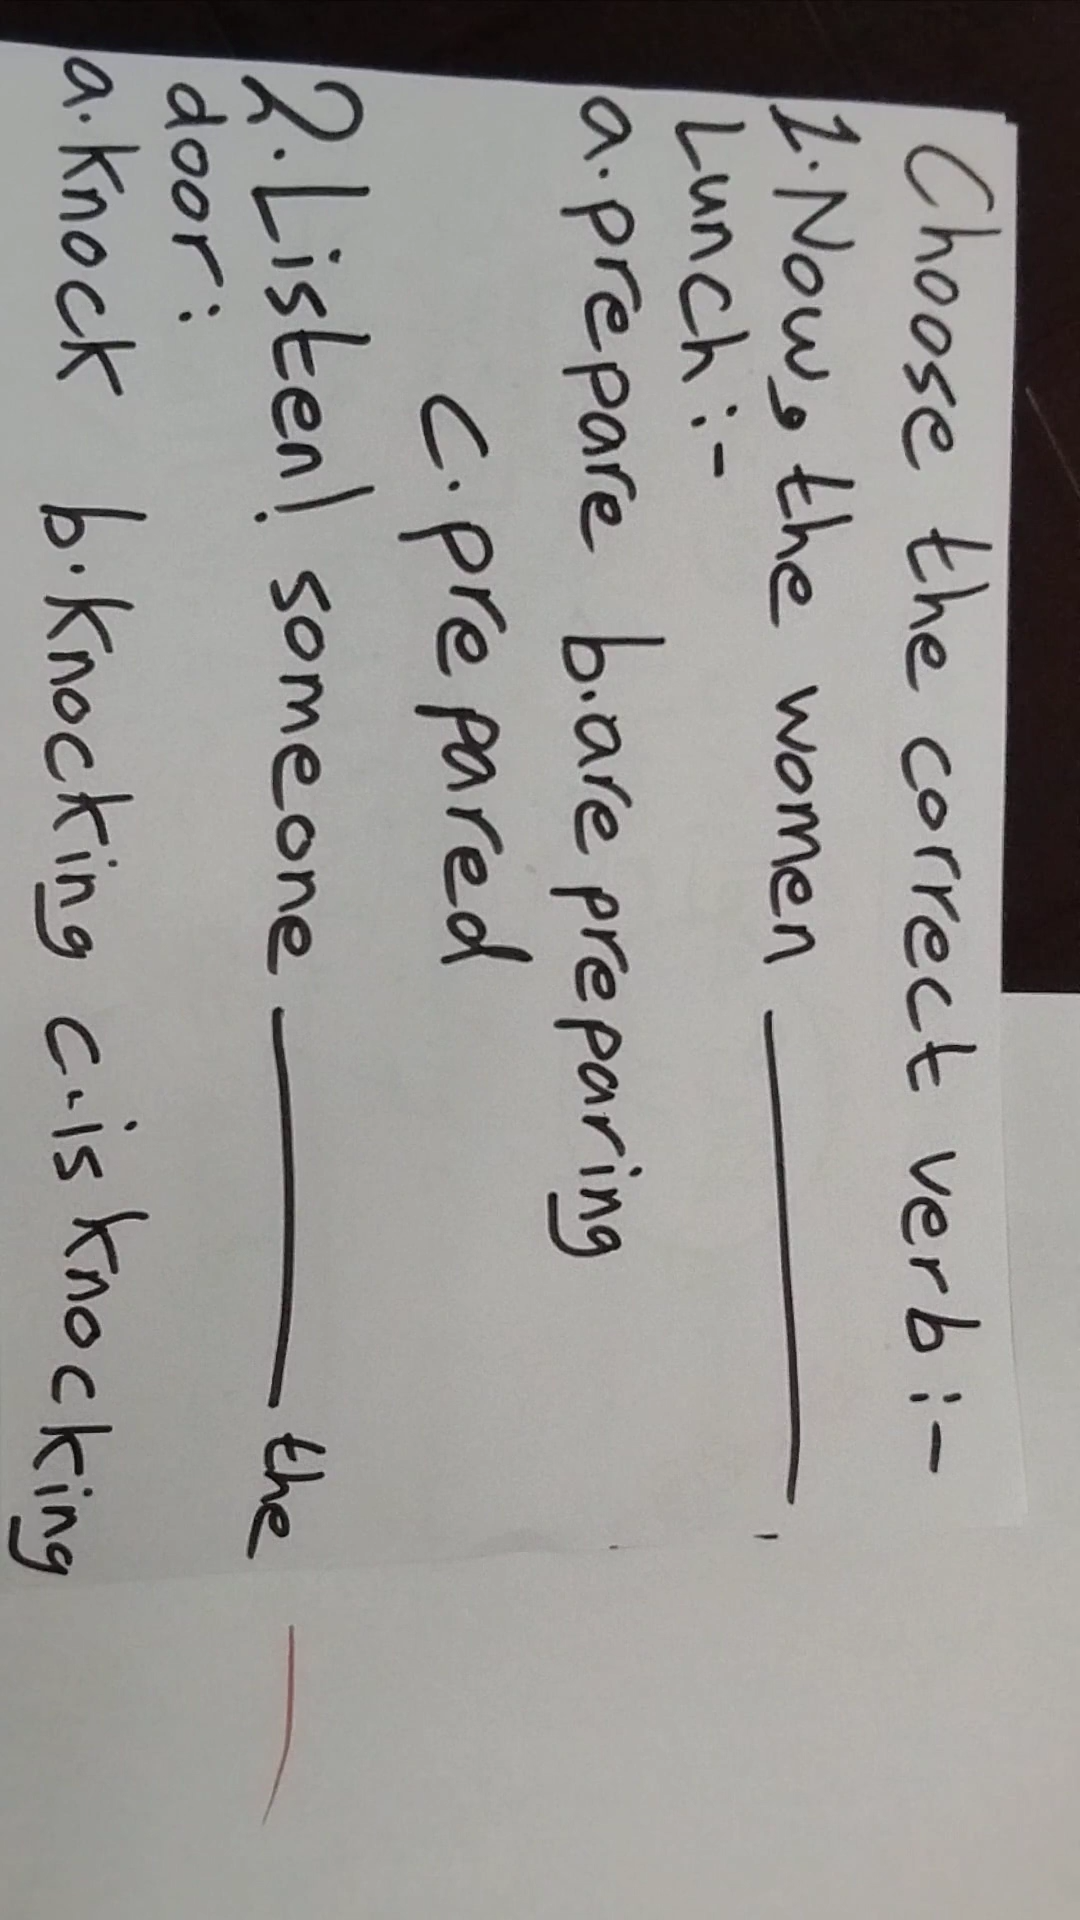 Choose the correct verb:-
1. Now, the women ______
Lunch:-
a. prepare b. are preparing
c. prepared
2. Listen! someone ______ the
door:
a. knock b. knocking c. is knocking